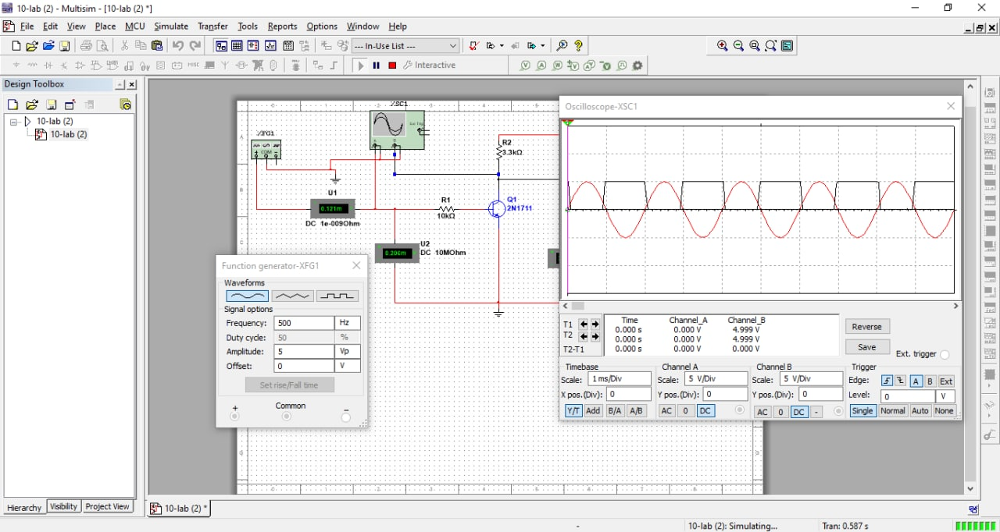 10-lab (2) - Multisim - [10-lab (2) *]
File Edit View Place MCU Simulate Transfer Tools Reports Options Window Help
--- In-Use List ---
Interactive
Design Toolbox
10-lab (2)
10-lab (2)
XFG1
COM
XSC1
Ext Trig
R2
3.3kΩ
U1
0.121m
DC 1e-009Ohm
R1
10kΩ
Q1
2N1711
U2
0.206m
DC 10MOhm
Function generator-XFG1
Waveforms
Signal options
Frequency: 500 Hz
Duty cycle: 50 %
Amplitude: 5 Vp
Offset: 0 V
Set rise/Fall time
+ Common −
Oscilloscope-XSC1
Time Channel_A Channel_B
T1 0.000 s 0.000 V 4.999 V
T2 0.000 s 0.000 V 4.999 V
T2-T1 0.000 s 0.000 V 0.000 V
Reverse
Save
Ext. trigger
Timebase
Scale: 1 ms/Div
X pos.(Div): 0
Y/T Add B/A A/B
Channel A
Scale: 5 V/Div
Y pos.(Div): 0
AC 0 DC
Channel B
Scale: 5 V/Div
Y pos.(Div): 0
AC 0 DC -
Trigger
Edge: A B Ext
Level: 0 V
Single Normal Auto None
Hierarchy Visibility Project View
10-lab (2) *
- 10-lab (2): Simulating... Tran: 0.587 s